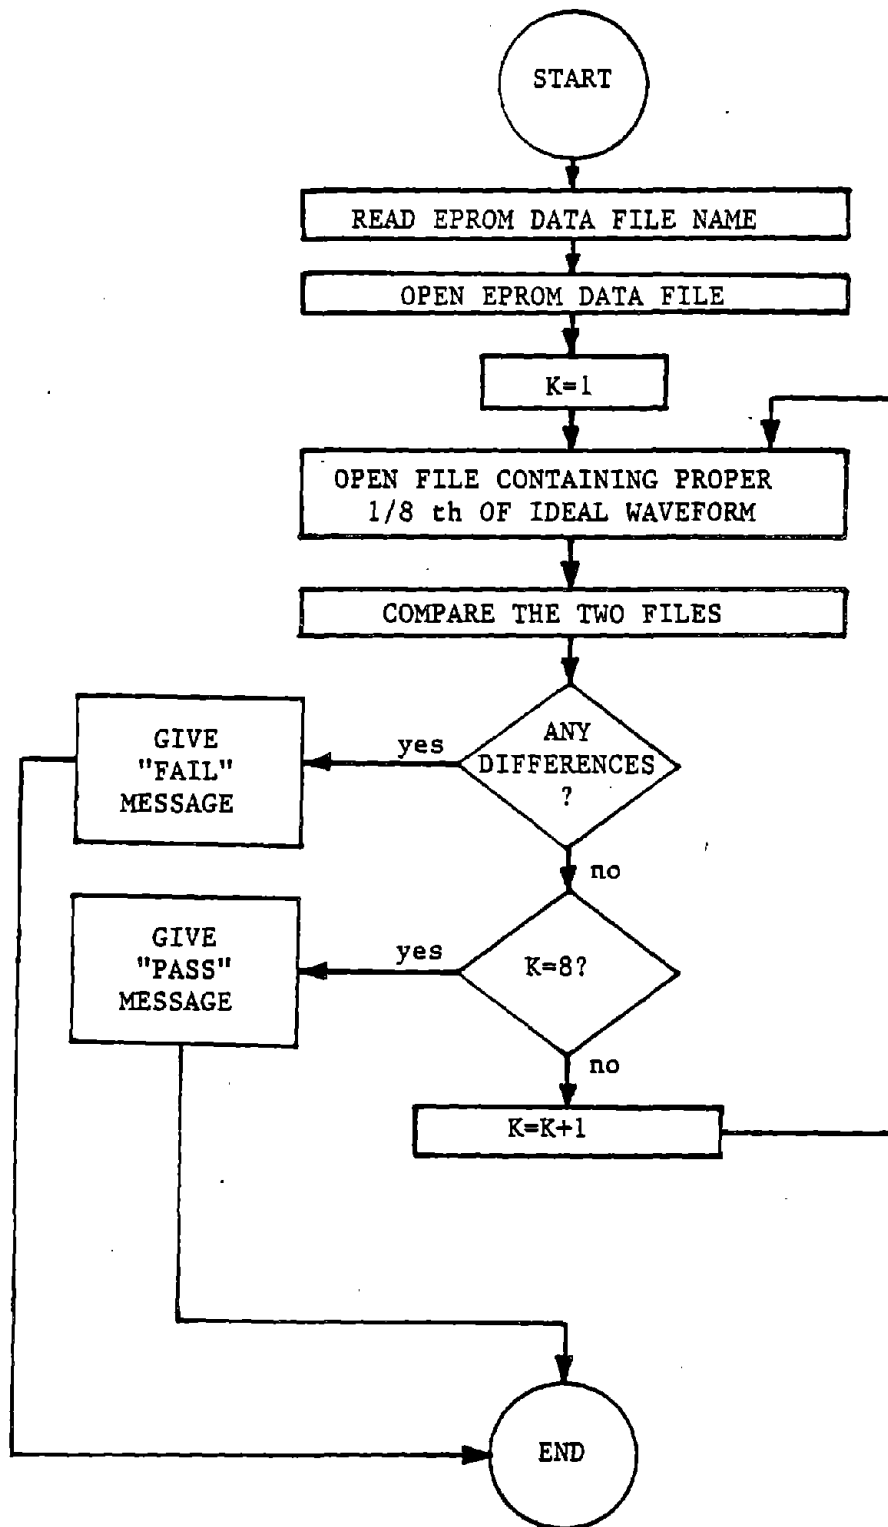 START
READ EPROM DATA FILE NAME
OPEN EPROM DATA FILE
K=1
OPEN FILE CONTAINING PROPER
1/8 th OF IDEAL WAVEFORM
COMPARE THE TWO FILES
ANY
DIFFERENCES
?
yes
GIVE
"FAIL"
MESSAGE
no
K=8?
yes
GIVE
"PASS"
MESSAGE
no
K=K+1
END